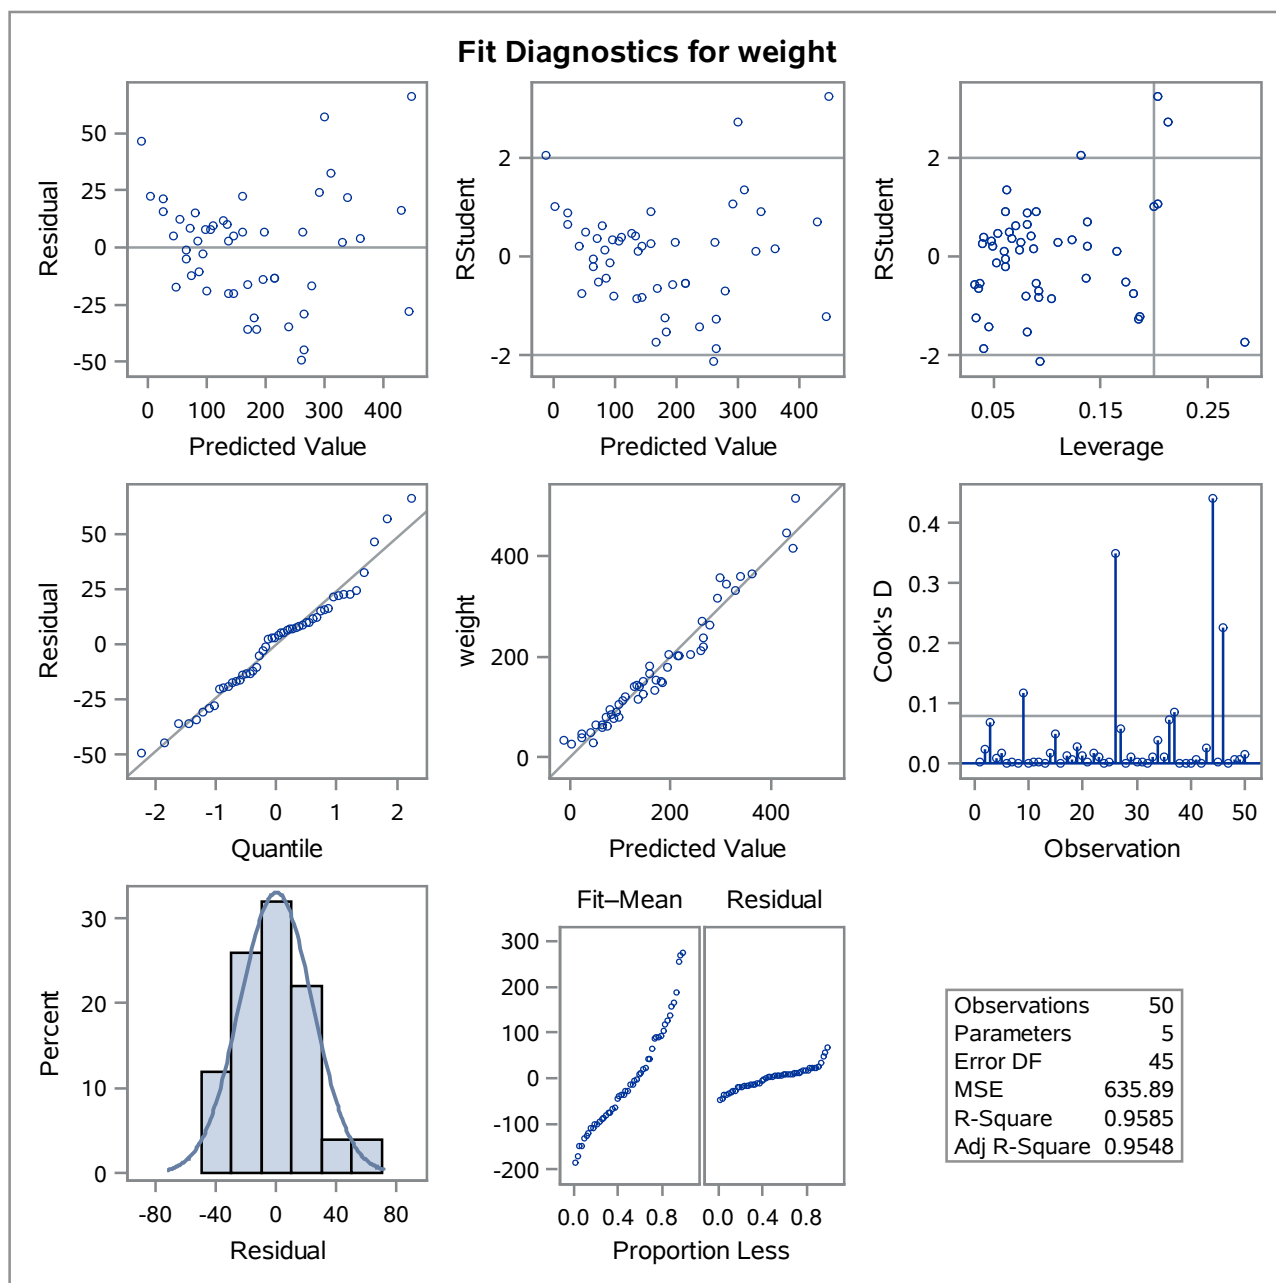 Fit Diagnostics for weight
Residual
50
25
0
-25
-50
0 100 200 300 400
Predicted Value
RStudent
2
0
-2
0 100 200 300 400
Predicted Value
RStudent
2
0
-2
0.05 0.15 0.25
Leverage
Residual
50
25
0
-25
-50
-2 -1 0 1 2
Quantile
weight
400
200
0
0 200 400
Predicted Value
Cook's D
0.4
0.3
0.2
0.1
0.0
0 10 20 30 40 50
Observation
Percent
30
20
10
0
-80 -40 0 40 80
Residual
Fit–Mean Residual
300
200
100
0
-100
-200
0.0 0.4 0.8 0.0 0.4 0.8
Proportion Less
Observations 50
Parameters 5
Error DF 45
MSE 635.89
R-Square 0.9585
Adj R-Square 0.9548